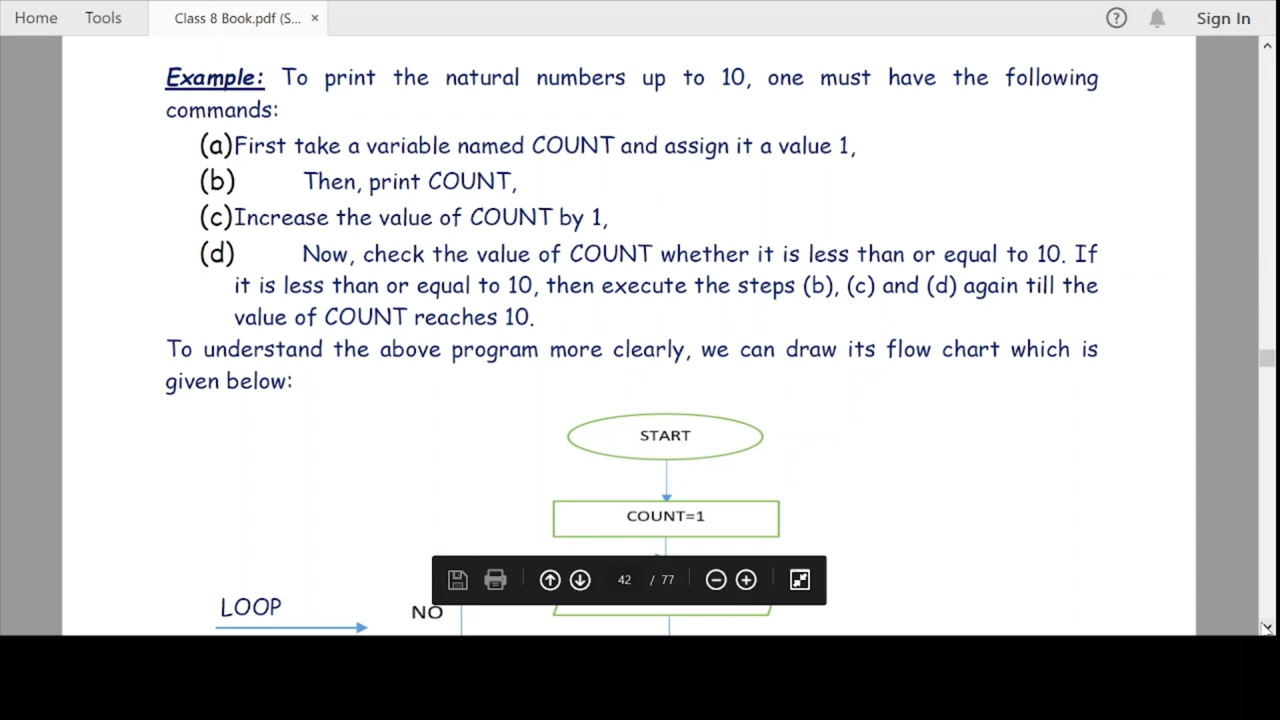 Home Tools Class 8 Book.pdf (S... × ? Sign In
Example: To print the natural numbers up to 10, one must have the following
commands:
(a)First take a variable named COUNT and assign it a value 1,
(b) Then, print COUNT,
(c)Increase the value of COUNT by 1,
(d) Now, check the value of COUNT whether it is less than or equal to 10. If
it is less than or equal to 10, then execute the steps (b), (c) and (d) again till the
value of COUNT reaches 10.
To understand the above program more clearly, we can draw its flow chart which is
given below:
START
COUNT=1
42 / 77
LOOP
NO